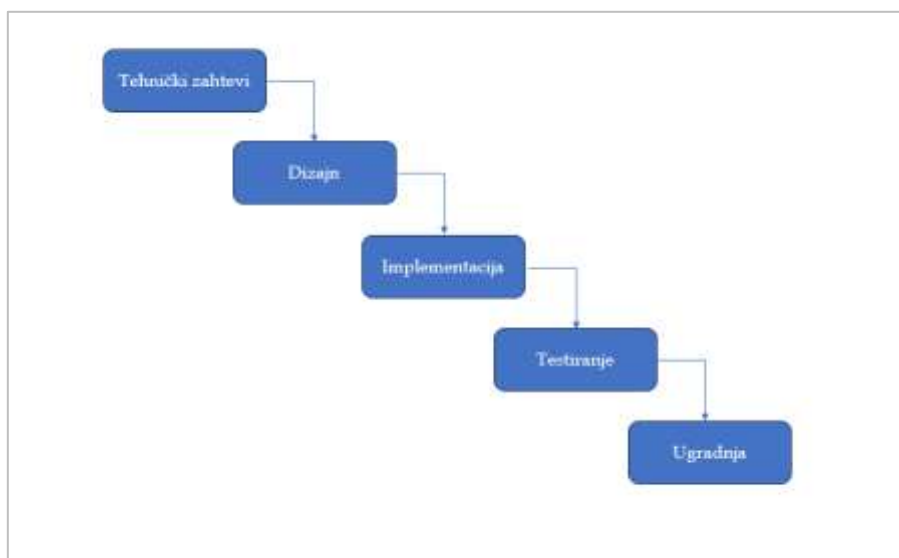 Tehnički zahtevi
Dizajn
Implementacija
Testiranje
Ugradnja